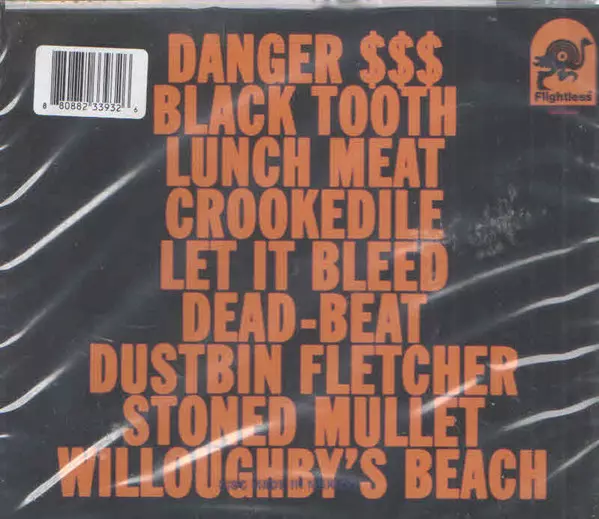 DANGER $$$
BLACK TOOTH
LUNCH MEAT
CROOKEDILE
LET IT BLEED
DEAD-BEAT
DUSTBIN FLETCHER
STONED MULLET
WILLOUGHBY'S BEACH
8 80882 33932 6
Flightless